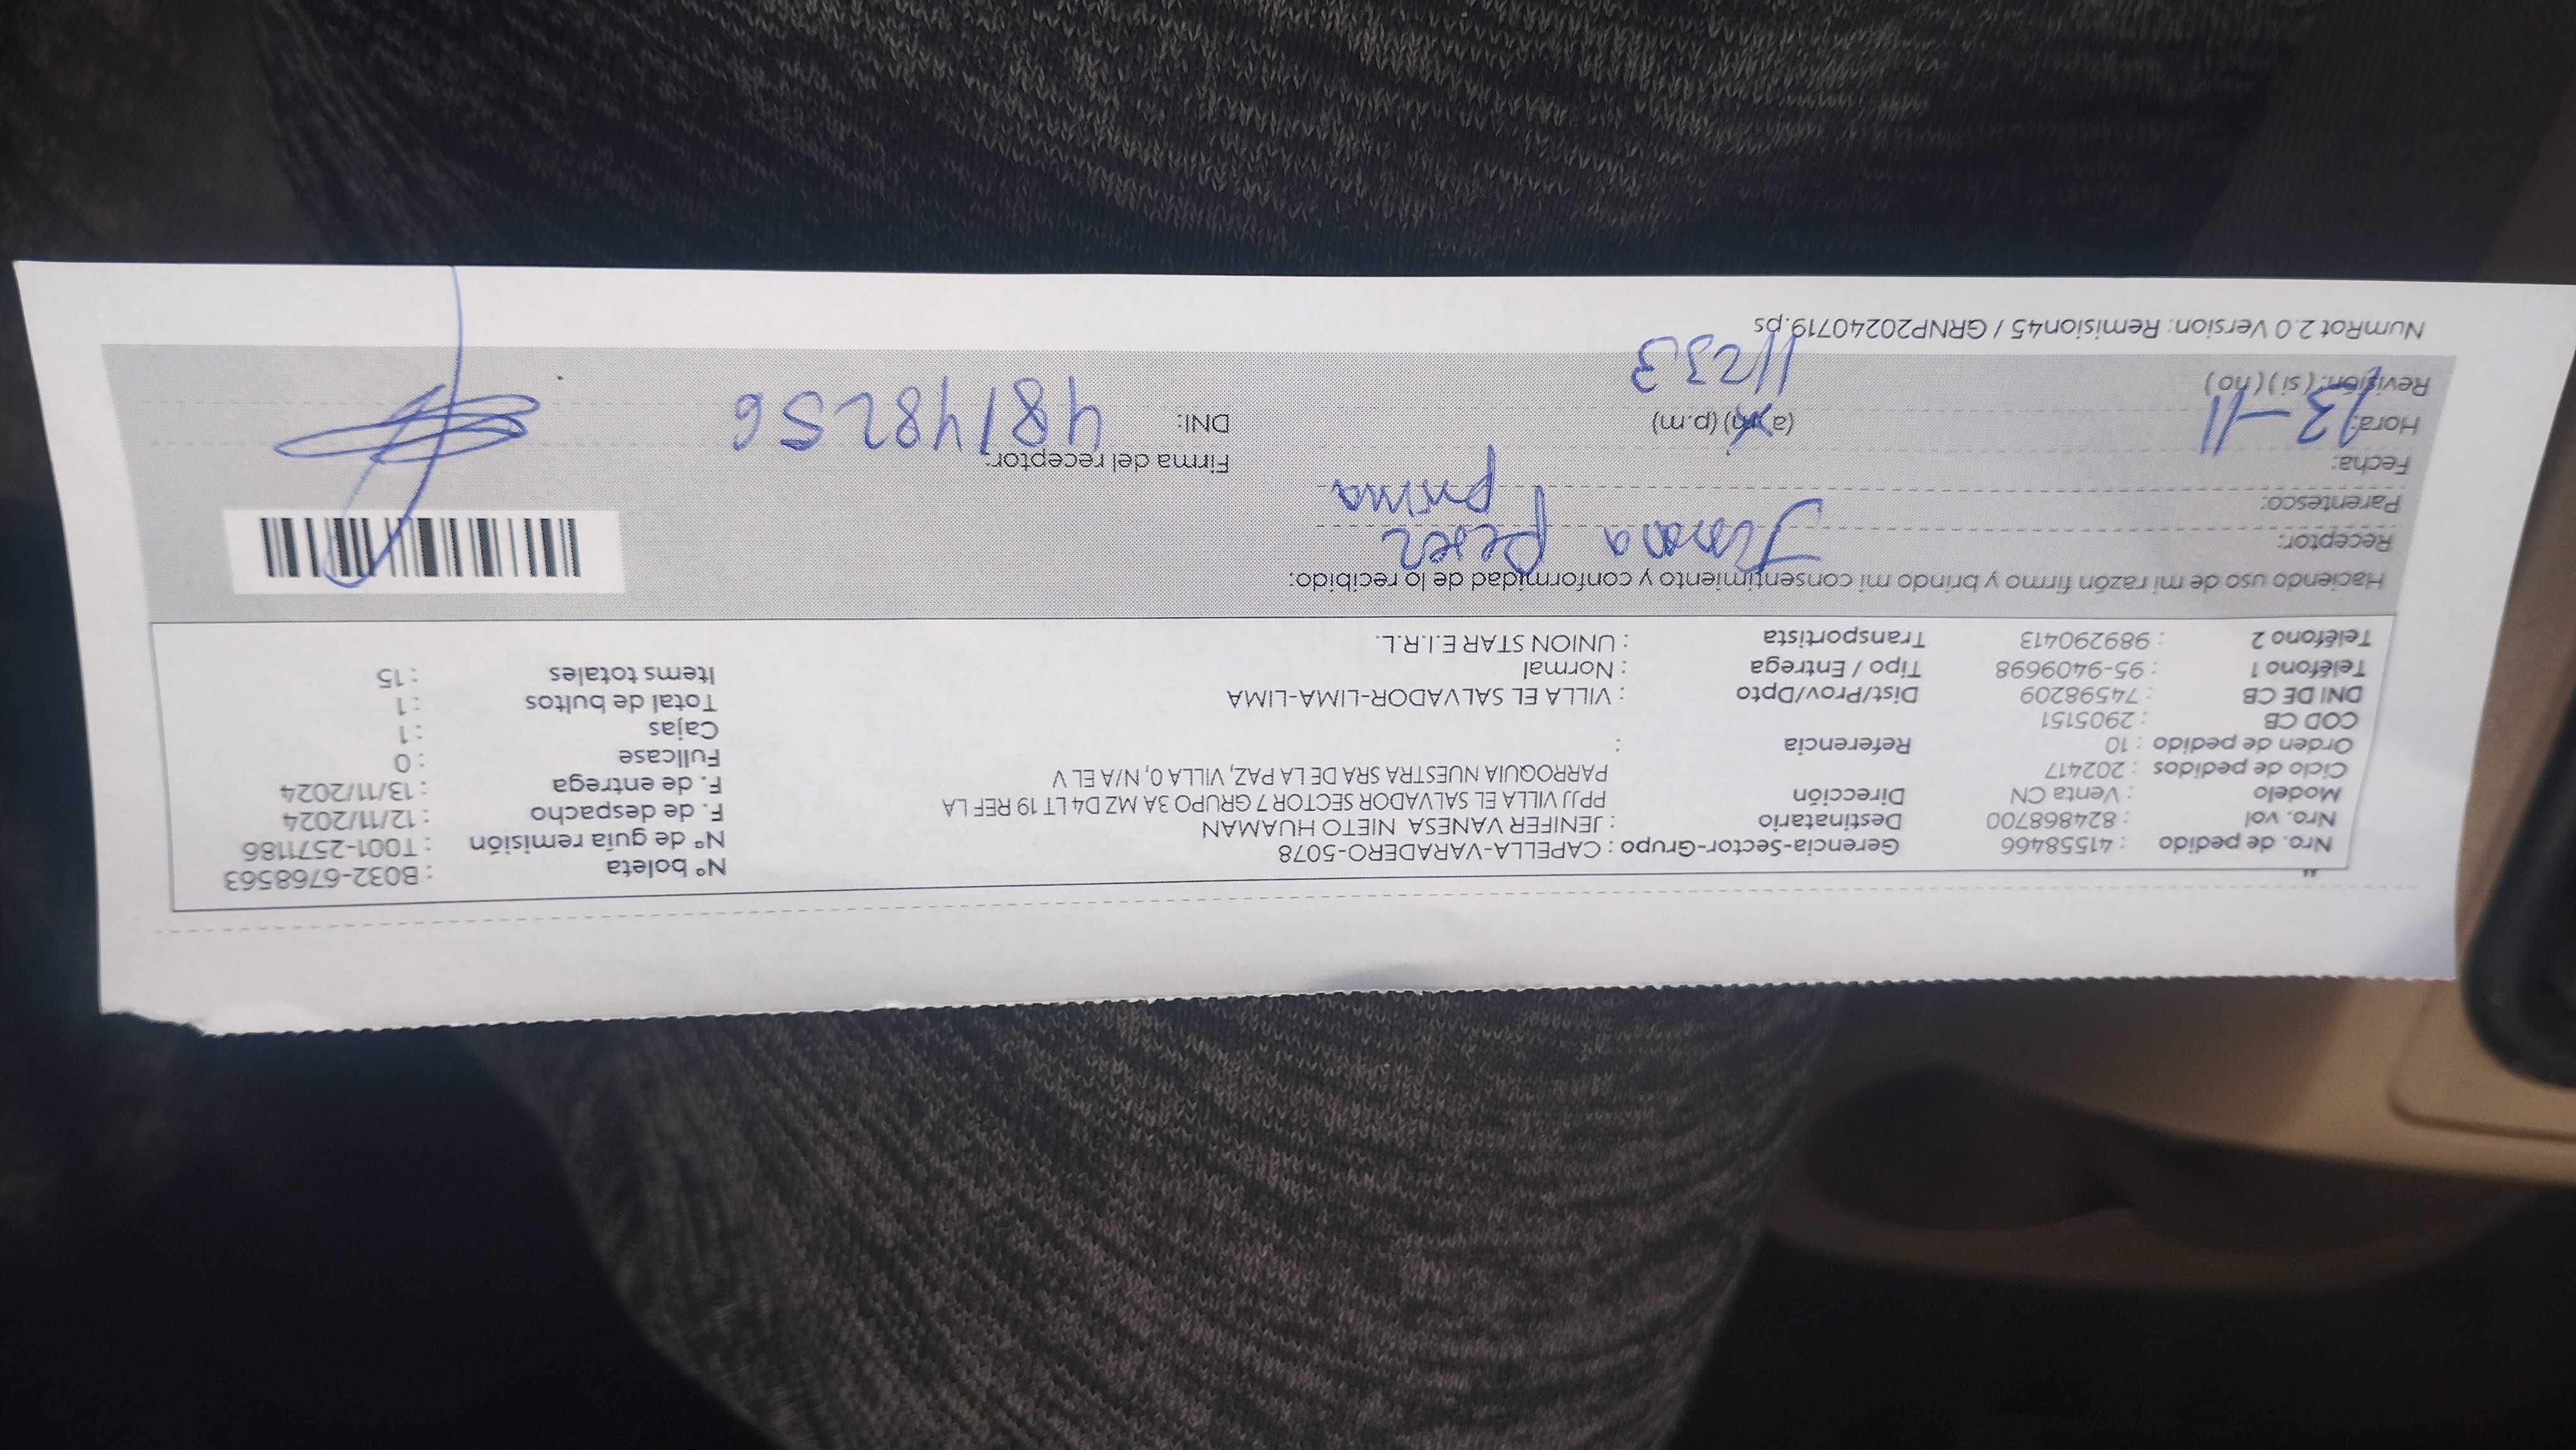 Nro. de pedido : 41558466 Gerencia-Sector-Grupo : CAPELLA-VARADERO-5078 N° boleta : B032-6768563
Nro. vol : 824868700 Destinatario : JENIFER VANESA NIETO HUAMAN N° de guía remisión : T001-2571186
Modelo : Venta CN Dirección PPJJ VILLA EL SALVADOR SECTOR 7 GRUPO 3A MZ D4 LT 19 REF LA F. de despacho : 12/11/2024
Ciclo de pedidos : 202417 PARROQUIA NUESTRA SRA DE LA PAZ, VILLA 0, N/A EL V F. de entrega : 13/11/2024
Orden de pedido : 10 Referencia : Fullcase : 0
COD CB : 2905151 Cajas : 1
DNI DE CB : 74598209 Dist/Prov/Dpto : VILLA EL SALVADOR-LIMA-LIMA Total de bultos : 1
Teléfono 1 : 95-9409698 Tipo / Entrega : Normal Items totales : 15
Teléfono 2 : 989290413 Transportista : UNION STAR E.I.R.L.
Haciendo uso de mi razón firmo y brindo mi consentimiento y conformidad de lo recibido:
Receptor: perez
Parentesco: prima
Fecha: 13-11 Firma del receptor:
Hora: (a.m) (p.m) DNI: 48148256
Revisión: ( si ) ( no ) 11233
NumRot 2.0 Version: Remision45 / GRNP20240719.ps